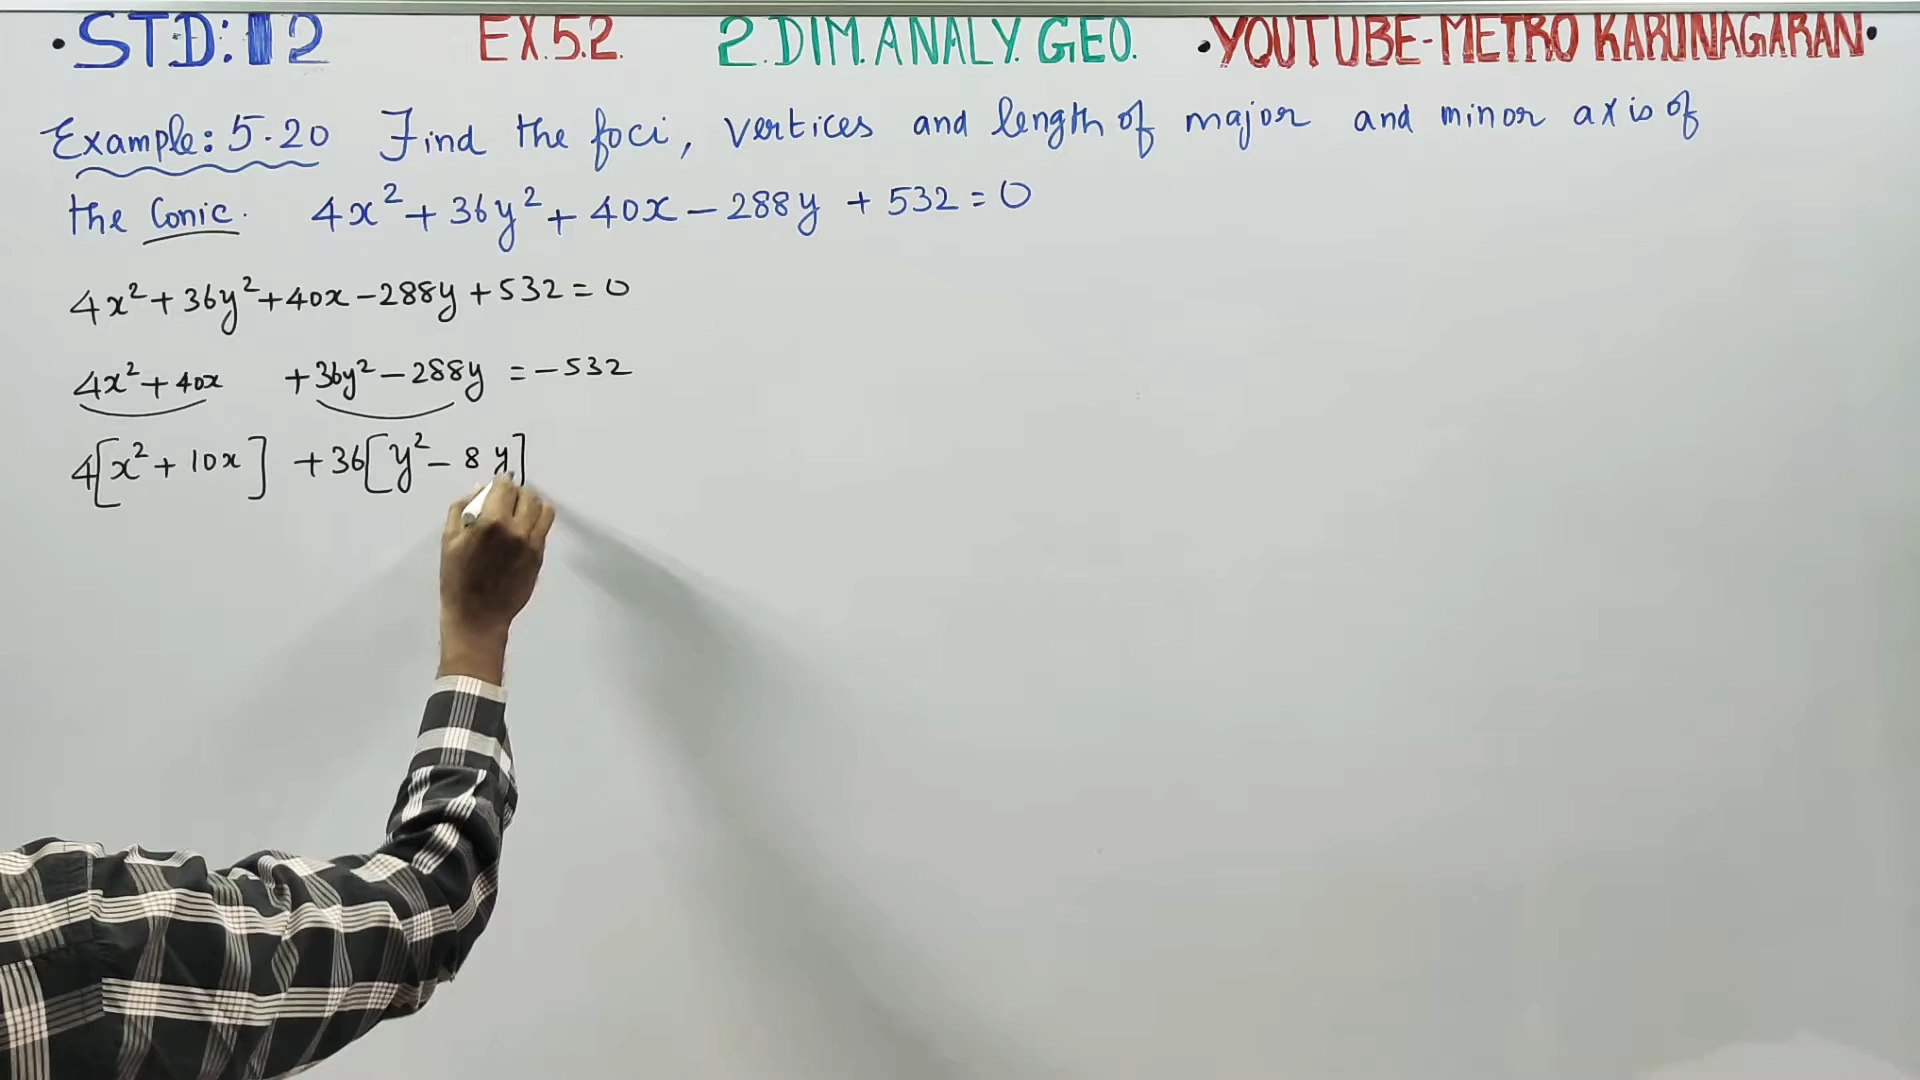 • STD: 12 EX.5.2. 2.DIM.ANALY.GEO. • YOUTUBE-METRO KARUNAGARAN •
Example: 5.20 Find the foci, vertices and length of major and minor axis of
the Conic. 4x² + 36y² + 40x − 288y + 532 = 0
4x² + 36y² + 40x − 288y + 532 = 0
4x² + 40x + 36y² − 288y = −532
4[x² + 10x] + 36[y² − 8y]